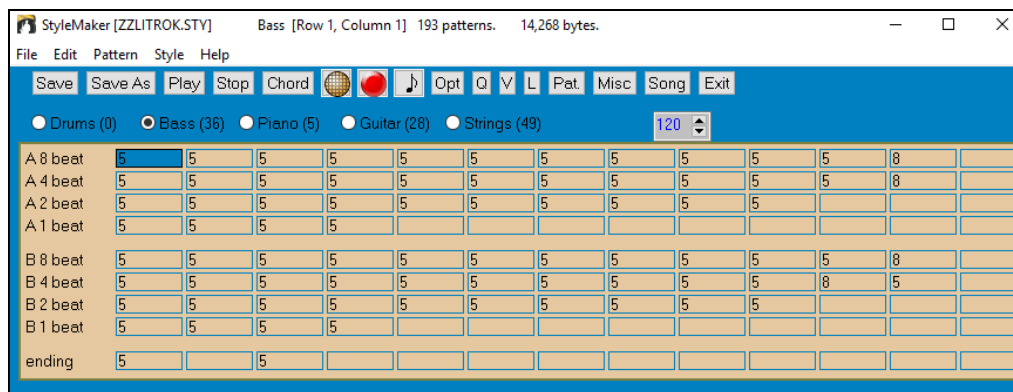 StyleMaker [ZZLITROK.STY] Bass [Row 1, Column 1] 193 patterns. 14,268 bytes.
File Edit Pattern Style Help
Save Save As Play Stop Chord Opt Q V L Pat. Misc Song Exit
Drums (0) Bass (36) Piano (5) Guitar (28) Strings (49) 120
A 8 beat 5 5 5 5 5 5 5 5 5 5 5 8
A 4 beat 5 5 5 5 5 5 5 5 5 5 5 8
A 2 beat 5 5 5 5 5 5 5 5 5 5
A 1 beat 5 5 5 5
B 8 beat 5 5 5 5 5 5 5 5 5 5 5 8
B 4 beat 5 5 5 5 5 5 5 5 5 5 8 5
B 2 beat 5 5 5 5 5 5 5 5 5 5
B 1 beat 5 5 5 5
ending 5 5